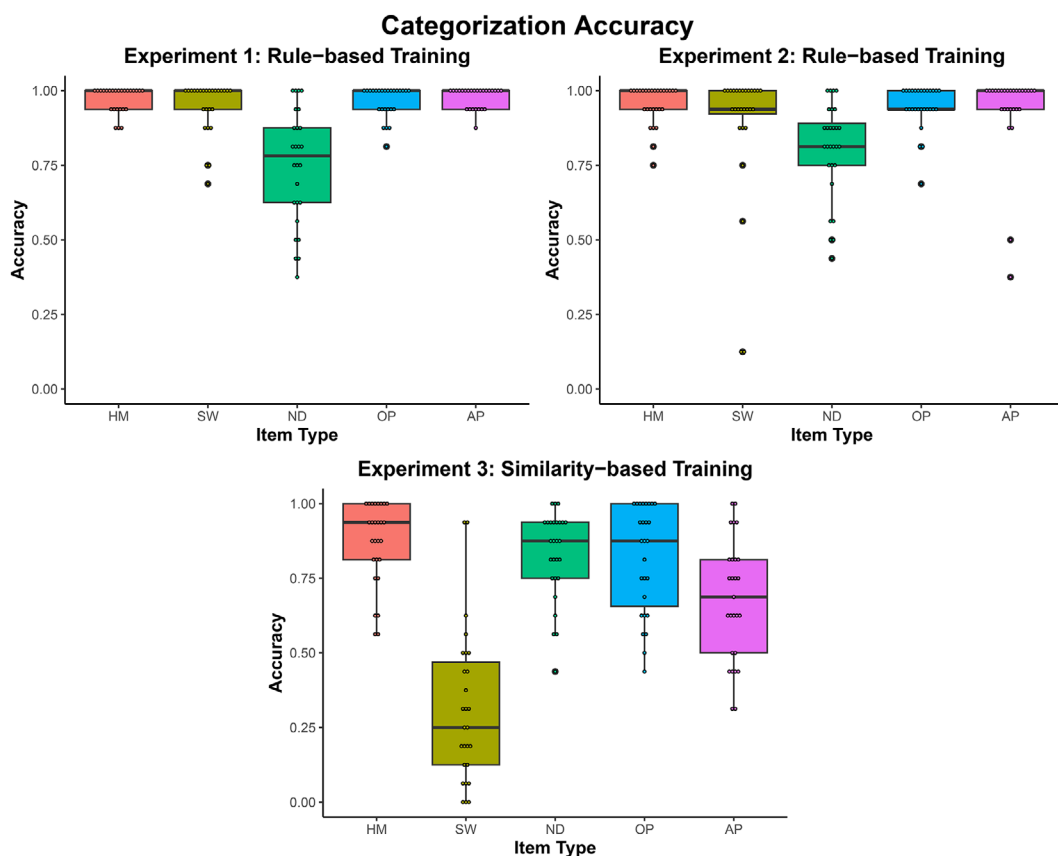 Categorization Accuracy
Experiment 1: Rule−based Training
Accuracy
1.00
0.75
0.50
0.25
0.00
HM SW ND OP AP
Item Type
Experiment 2: Rule−based Training
Accuracy
1.00
0.75
0.50
0.25
0.00
HM SW ND OP AP
Item Type
Experiment 3: Similarity−based Training
Accuracy
1.00
0.75
0.50
0.25
0.00
HM SW ND OP AP
Item Type